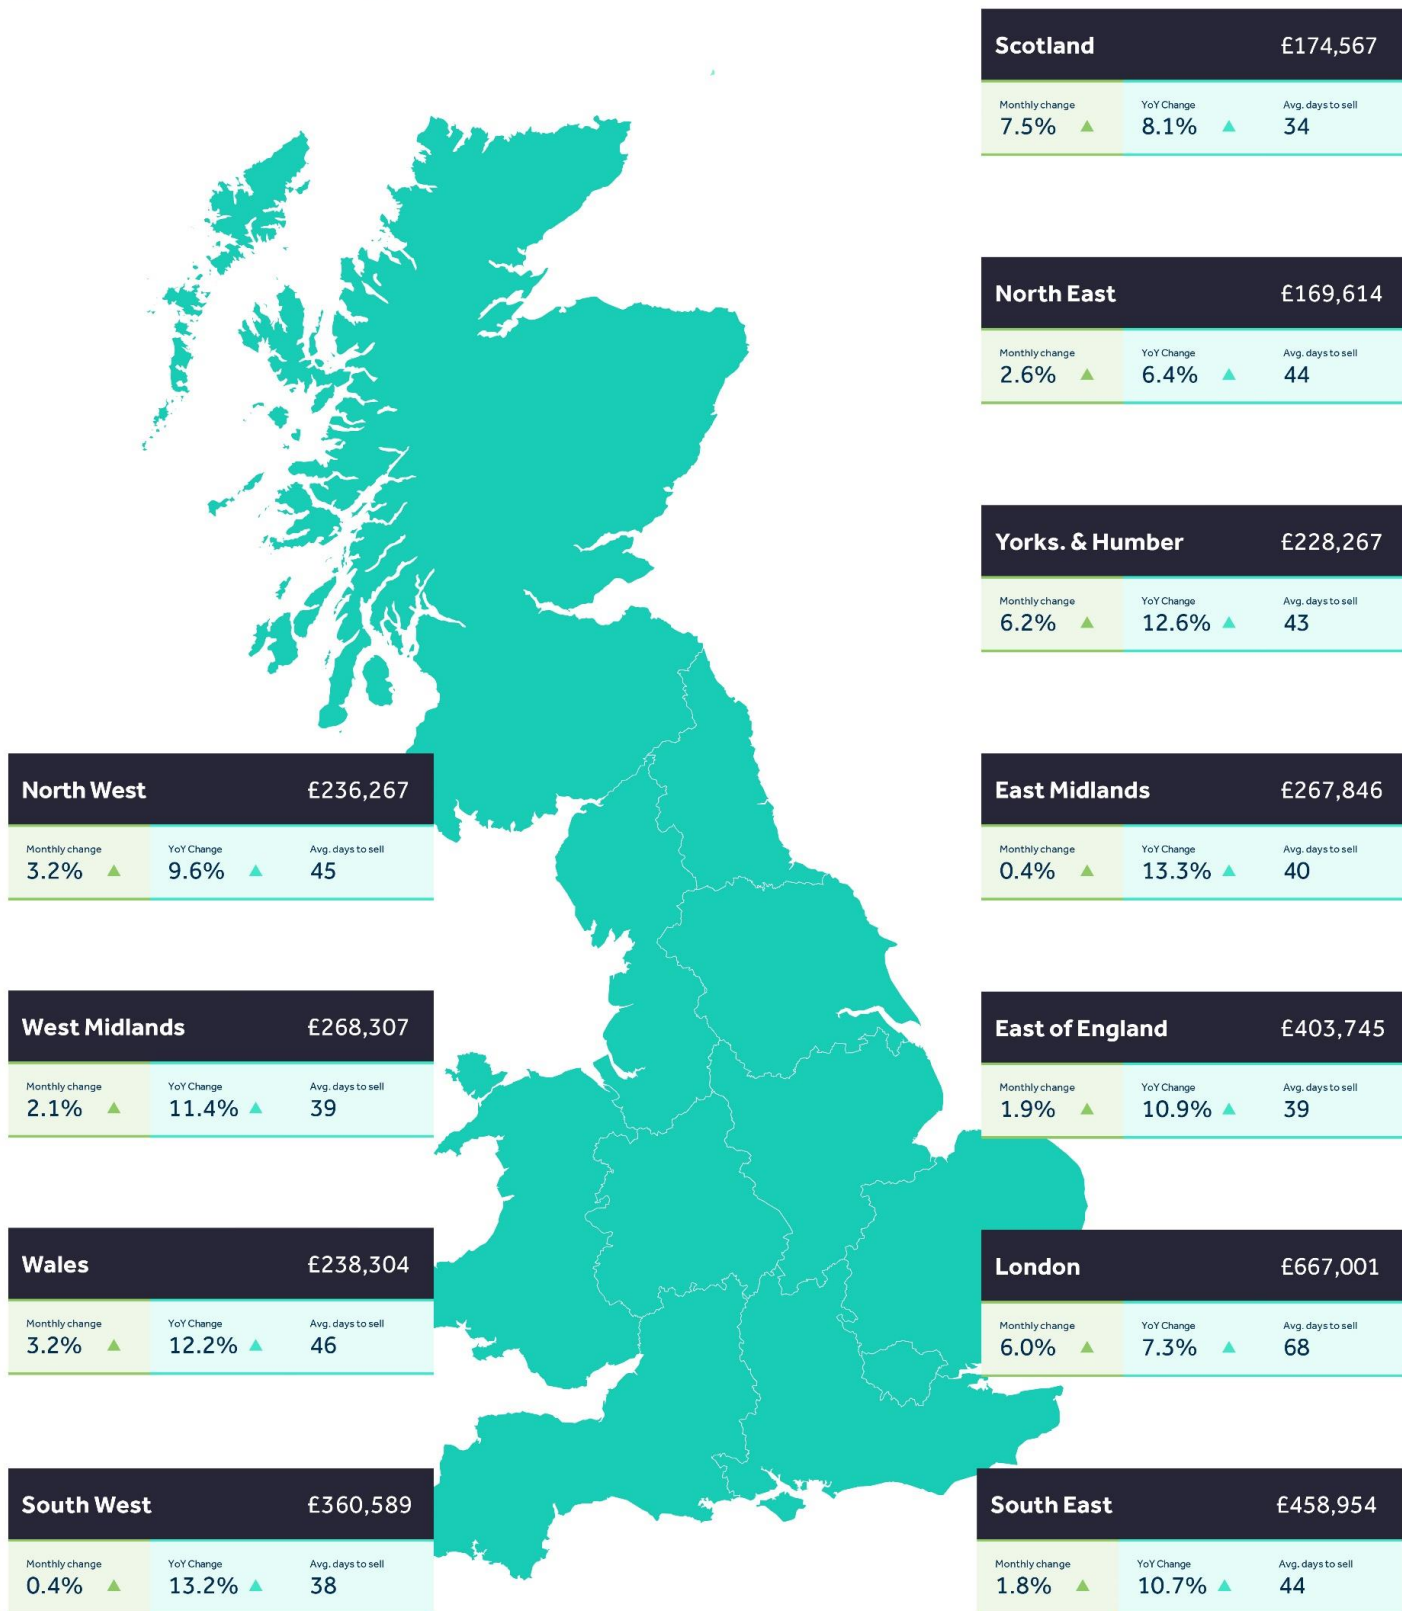 Scotland £174,567
Monthly change YoY Change Avg. days to sell
7.5% 8.1% 34
North East £169,614
Monthly change YoY Change Avg. days to sell
2.6% 6.4% 44
Yorks. & Humber £228,267
Monthly change YoY Change Avg. days to sell
6.2% 12.6% 43
North West £236,267
Monthly change YoY Change Avg. days to sell
3.2% 9.6% 45
East Midlands £267,846
Monthly change YoY Change Avg. days to sell
0.4% 13.3% 40
West Midlands £268,307
Monthly change YoY Change Avg. days to sell
2.1% 11.4% 39
East of England £403,745
Monthly change YoY Change Avg. days to sell
1.9% 10.9% 39
Wales £238,304
Monthly change YoY Change Avg. days to sell
3.2% 12.2% 46
London £667,001
Monthly change YoY Change Avg. days to sell
6.0% 7.3% 68
South West £360,589
Monthly change YoY Change Avg. days to sell
0.4% 13.2% 38
South East £458,954
Monthly change YoY Change Avg. days to sell
1.8% 10.7% 44